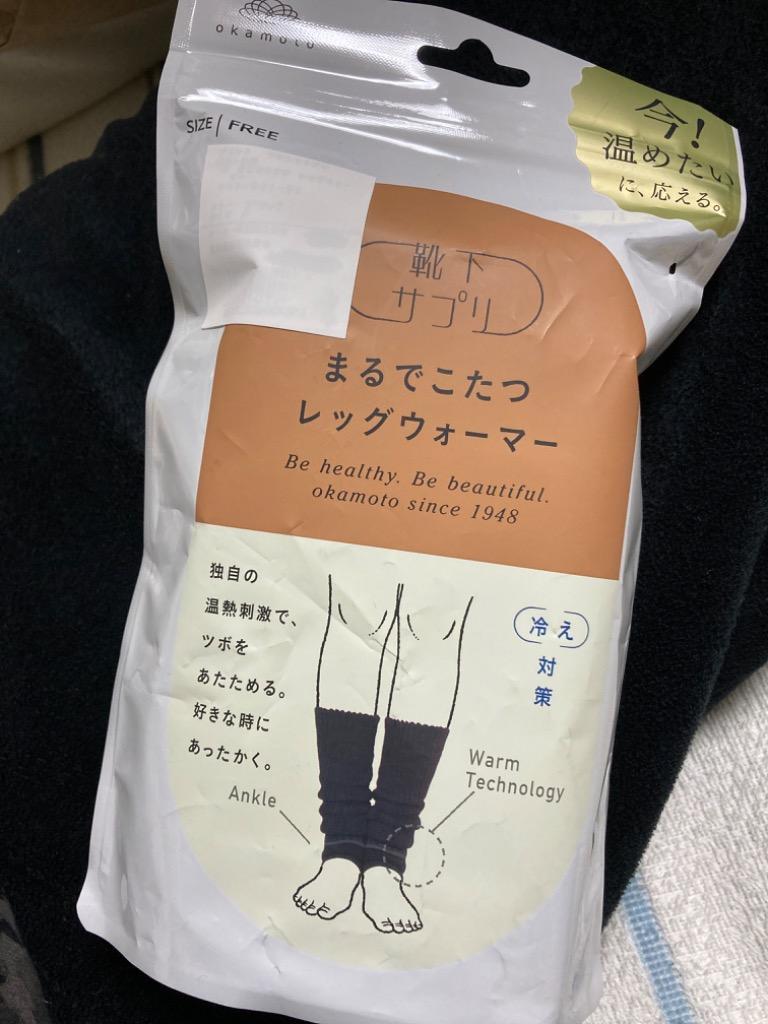 okamoto
SIZE/ FREE
今!
温めたい
に、応える。
靴下
サプリ
まるでこたつ
レッグウォーマー
Be healthy. Be beautiful.
okamoto since 1948
独自の
温熱刺激で、
ツボを
あたためる。
好きな時に
あったかく。
冷え
対
策
Warm
Technology
Ankle